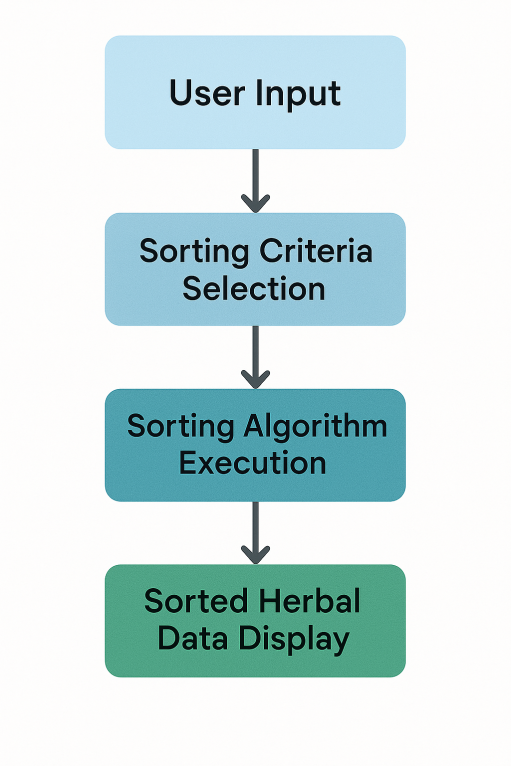 User Input
Sorting Criteria
Selection
Sorting Algorithm
Execution
Sorted Herbal
Data Display